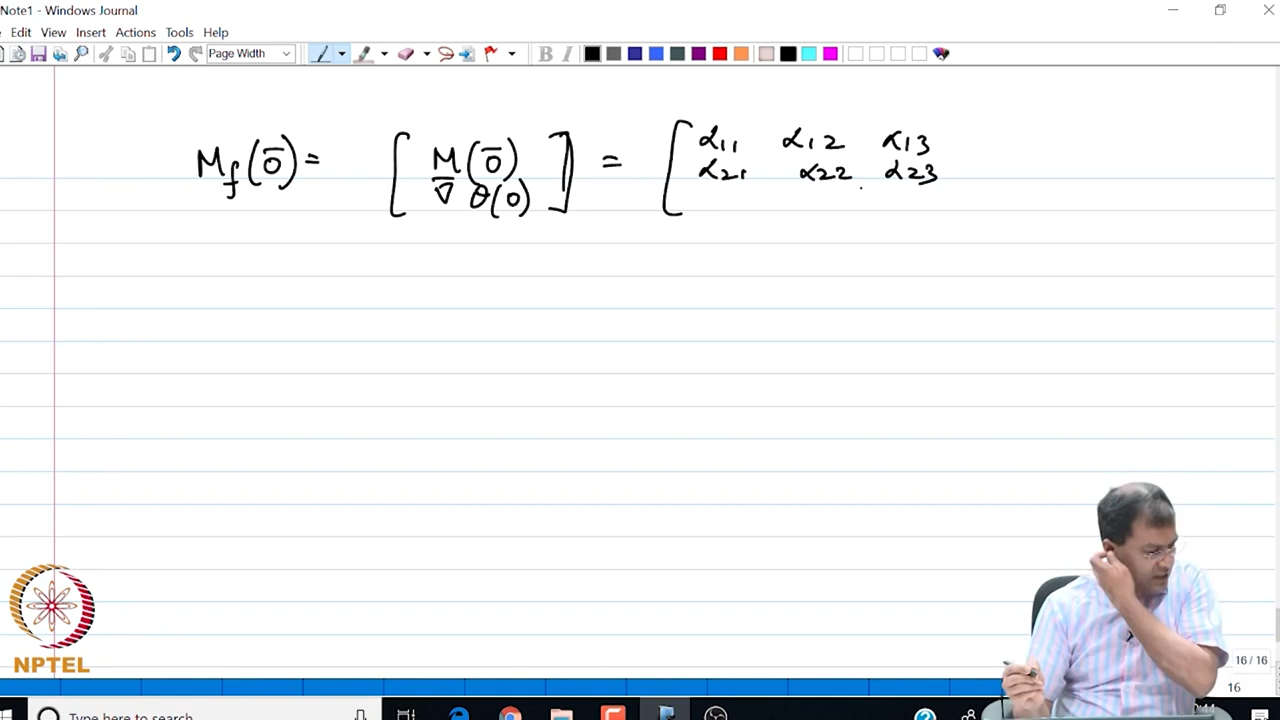 Note1 - Windows Journal
Edit View Insert Actions Tools Help
Page Width
B I
M_f(0̄) = [ M(0̄) ] = [ α11 α12 α13
∇̄ θ(0) α21 α22 α23
NPTEL
16 / 16
16
Type here to search